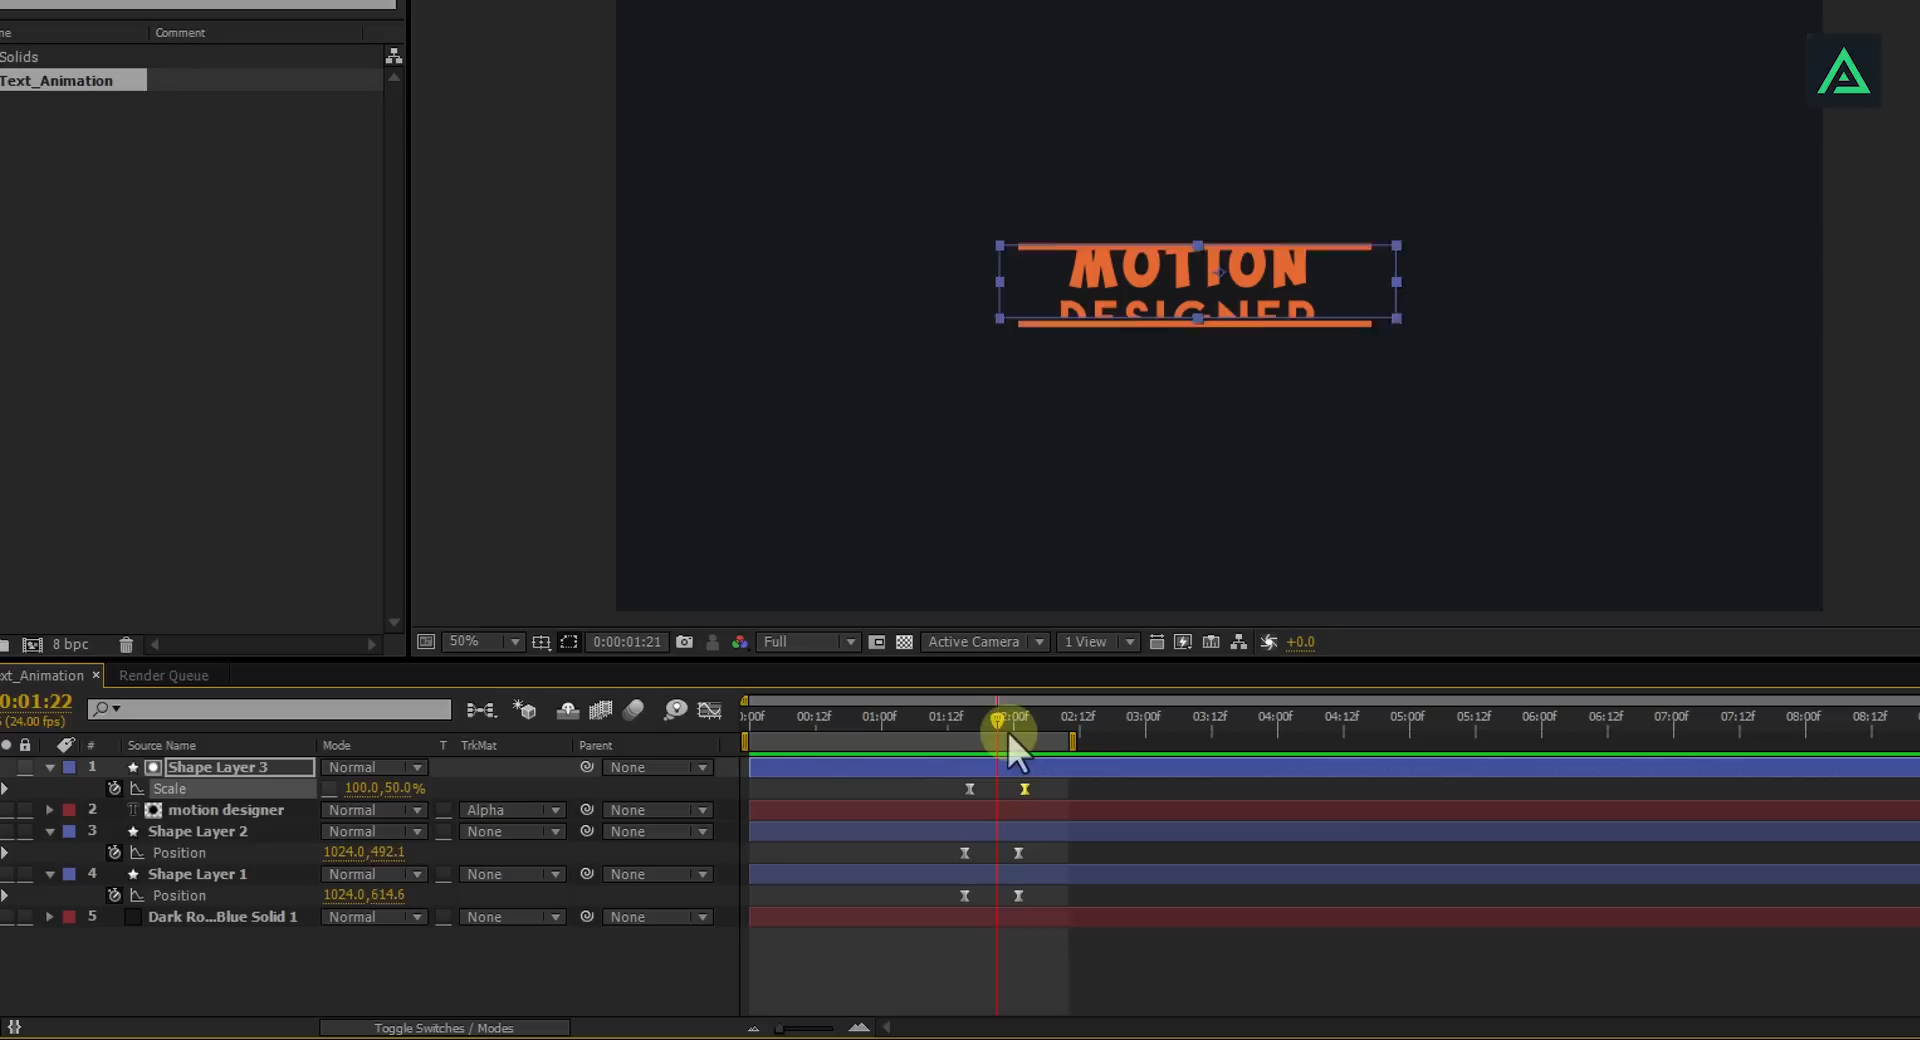 ne Comment
Solids
Text_Animation
MOTION
DESIGNER
8 bpc
50% 0:00:01:21 Full Active Camera 1 View +0.0
ext_Animation × Render Queue
0:01:22
(24.00 fps)
:00f 00:12f 01:00f 01:12f 02:00f 02:12f 03:00f 03:12f 04:00f 04:12f 05:00f 05:12f 06:00f 06:12f 07:00f 07:12f 08:00f 08:12f
# Source Name Mode T TrkMat Parent
1 Shape Layer 3 Normal None
Scale 100.0,50.0%
2 T motion designer Normal Alpha None
3 Shape Layer 2 Normal None None
Position 1024.0,492.1
4 Shape Layer 1 Normal None None
Position 1024.0,614.6
5 Dark Ro...Blue Solid 1 Normal None None
Toggle Switches / Modes